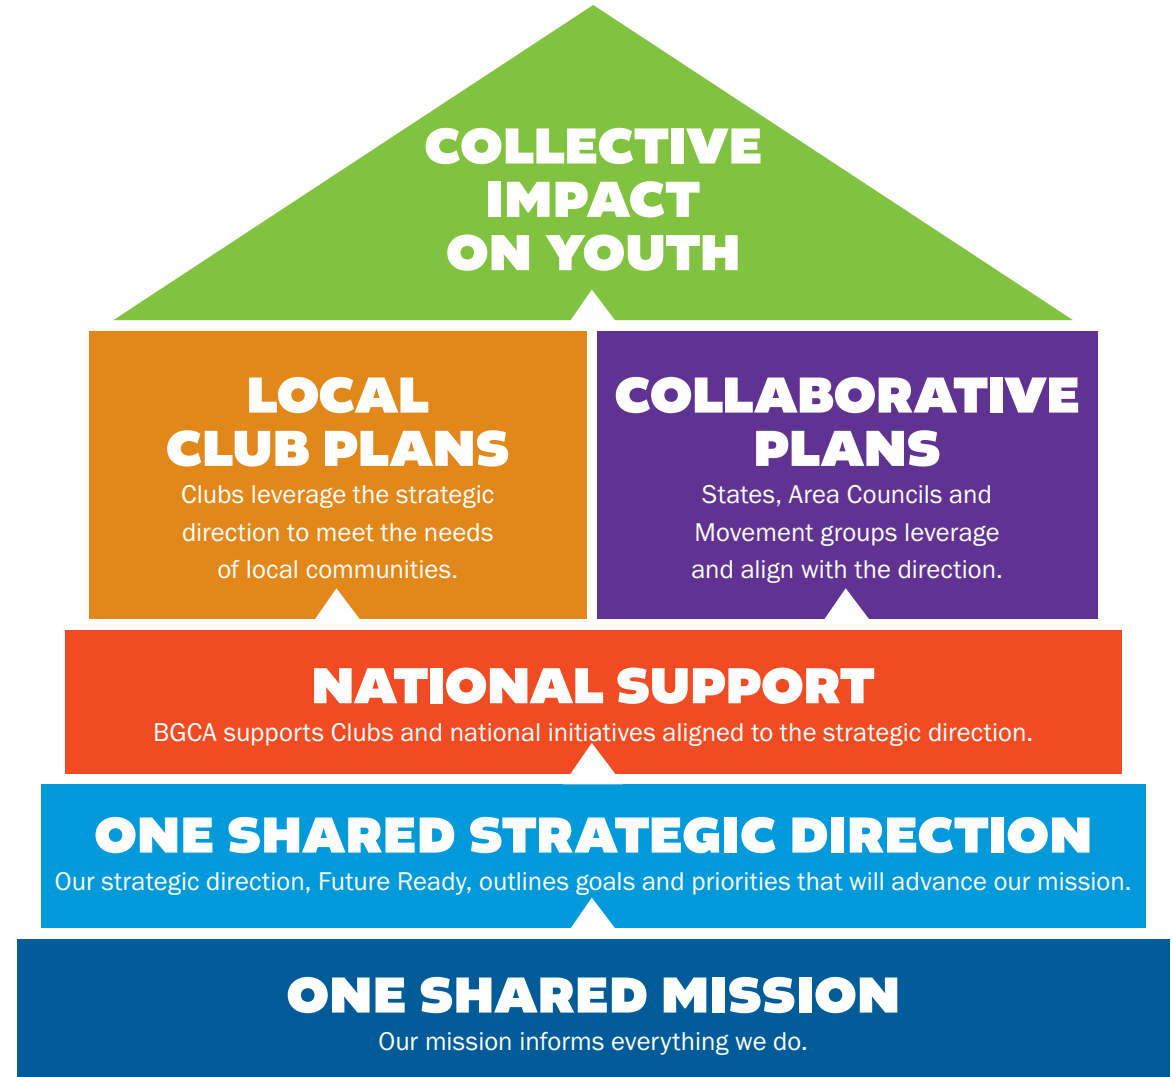 COLLECTIVE
IMPACT
ON YOUTH
LOCAL
CLUB PLANS
Clubs leverage the strategic
direction to meet the needs
of local communities.
COLLABORATIVE
PLANS
States, Area Councils and
Movement groups leverage
and align with the direction.
NATIONAL SUPPORT
BGCA supports Clubs and national initiatives aligned to the strategic direction.
ONE SHARED STRATEGIC DIRECTION
Our strategic direction, Future Ready, outlines goals and priorities that will advance our mission.
ONE SHARED MISSION
Our mission informs everything we do.